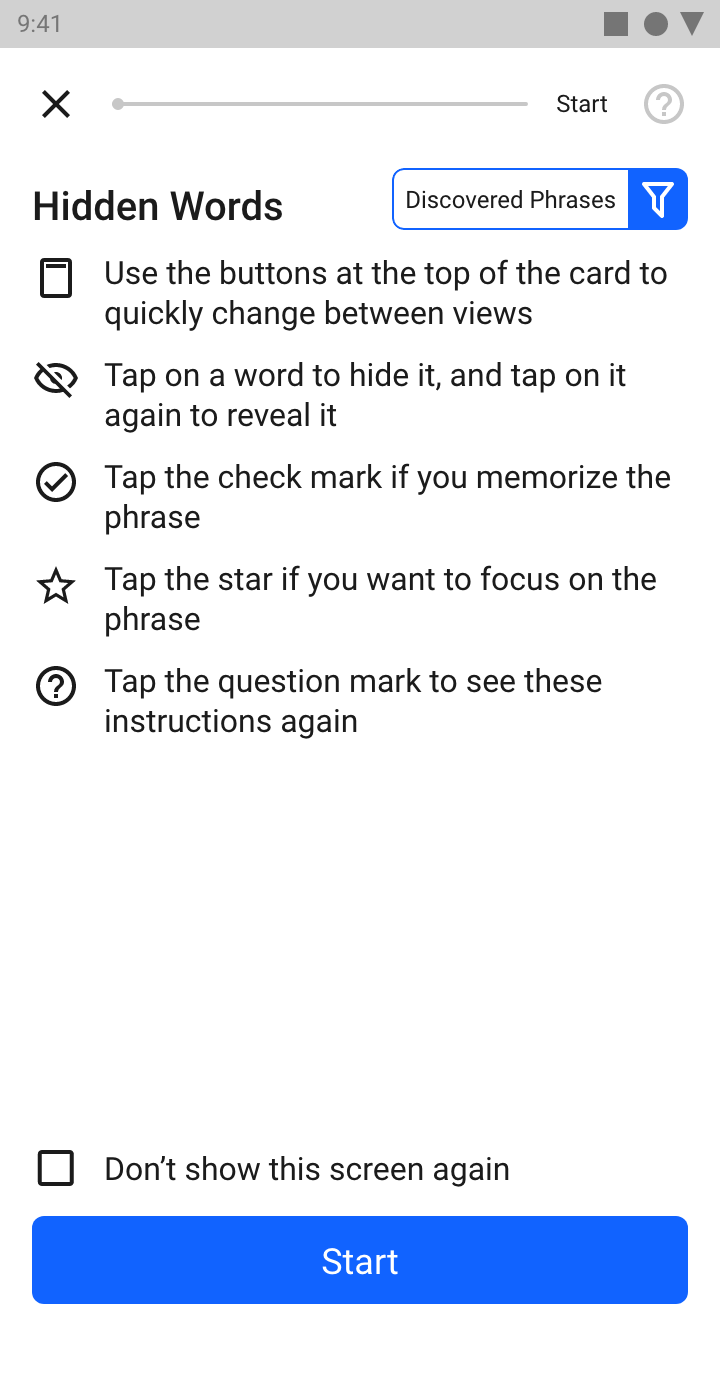 9:41
Start
Hidden Words
Discovered Phrases
Use the buttons at the top of the card to
quickly change between views
Tap on a word to hide it, and tap on it
again to reveal it
Tap the check mark if you memorize the
phrase
Tap the star if you want to focus on the
phrase
Tap the question mark to see these
instructions again
Don’t show this screen again
Start